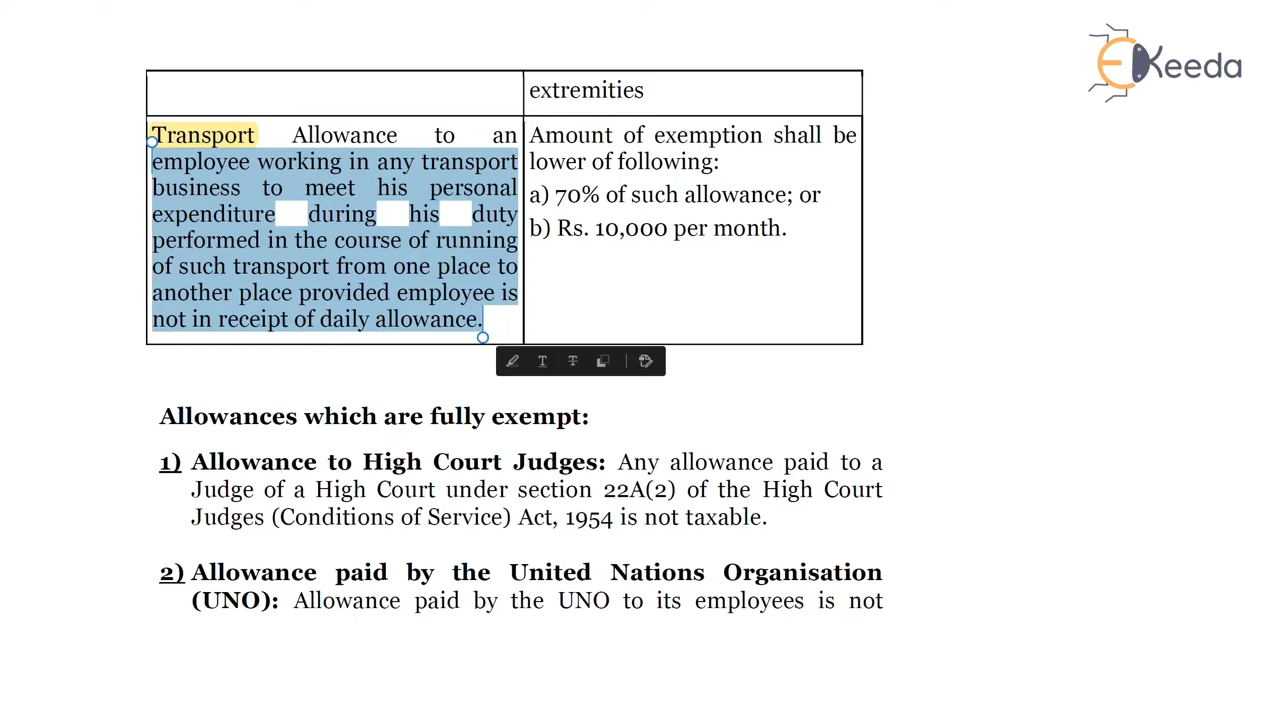 EKeeda
extremities
Transport Allowance to an
employee working in any transport
business to meet his personal
expenditure during his duty
performed in the course of running
of such transport from one place to
another place provided employee is
not in receipt of daily allowance.
Amount of exemption shall be
lower of following:
a) 70% of such allowance; or
b) Rs. 10,000 per month.
Allowances which are fully exempt:
1) Allowance to High Court Judges: Any allowance paid to a
Judge of a High Court under section 22A(2) of the High Court
Judges (Conditions of Service) Act, 1954 is not taxable.
2) Allowance paid by the United Nations Organisation
(UNO): Allowance paid by the UNO to its employees is not